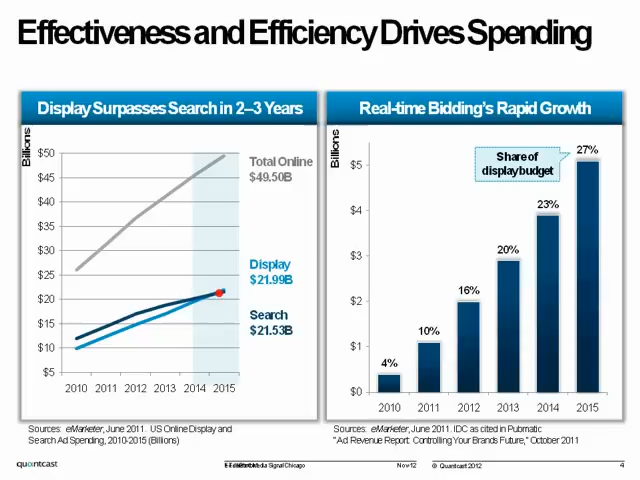 Effectiveness and Efficiency Drives Spending
Display Surpasses Search in 2–3 Years
Billions
$50
$45
$40
$35
$30
$25
$20
$15
$10
$5
2010 2011 2012 2013 2014 2015
Total Online
$49.50B
Display
$21.99B
Search
$21.53B
Sources: eMarketer, June 2011. US Online Display and
Search Ad Spending, 2010-2015 (Billions)
Real-time Bidding's Rapid Growth
Billions
$5
$4
$3
$2
$1
$0
4%
10%
16%
20%
23%
27%
Share of
display budget
2010 2011 2012 2013 2014 2015
Sources: eMarketer, June 2011. IDC as cited in Pubmatic
"Ad Revenue Report: Controlling Your Brands Future," October 2011
quantcast
Media Signal Chicago
Nov-12
© Quantcast 2012
4